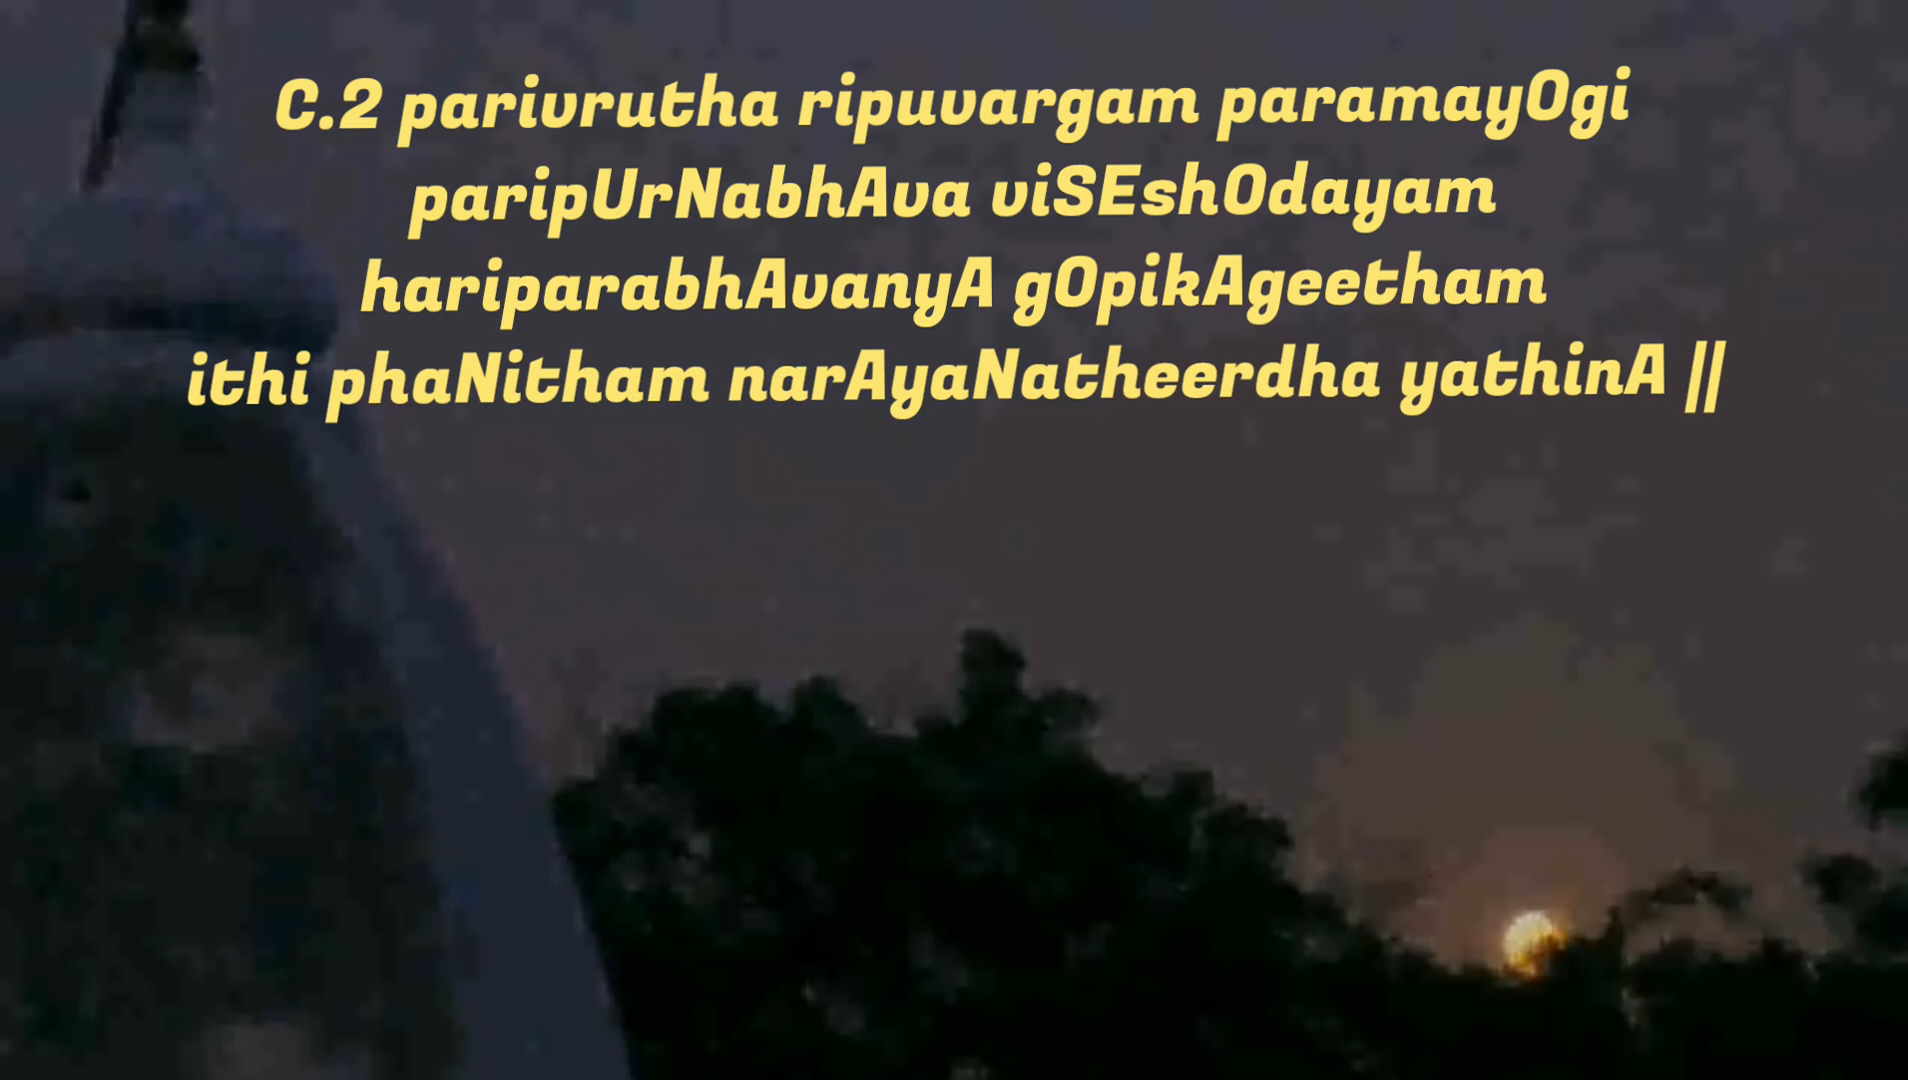 C.2 parivrutha ripuvargam paramayOgi
paripUrNabhAva viSEshOdayam
hariparabhAvanyA gOpikAgeetham
ithi phaNitham narAyaNatheerdha yathinA ||